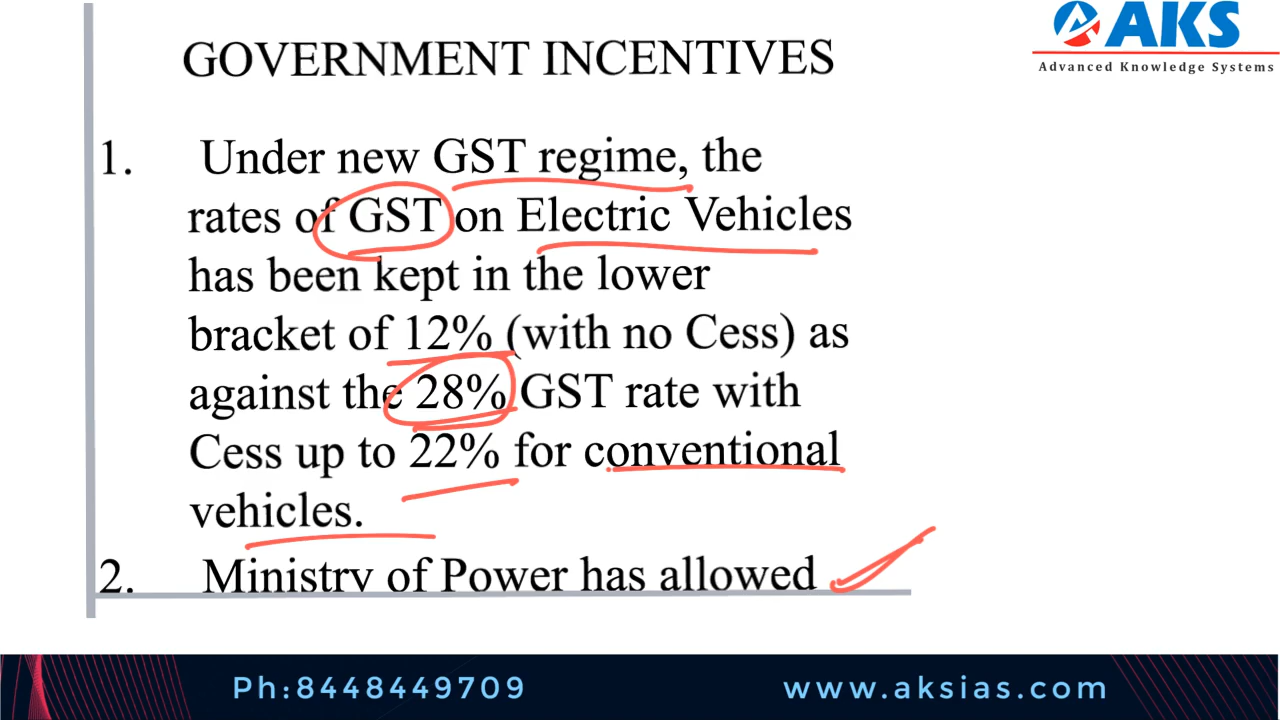 AKS
Advanced Knowledge Systems
GOVERNMENT INCENTIVES
1. Under new GST regime, the
rates of GST on Electric Vehicles
has been kept in the lower
bracket of 12% (with no Cess) as
against the 28% GST rate with
Cess up to 22% for conventional
vehicles.
2. Ministry of Power has allowed
Ph:8448449709
www.aksias.com